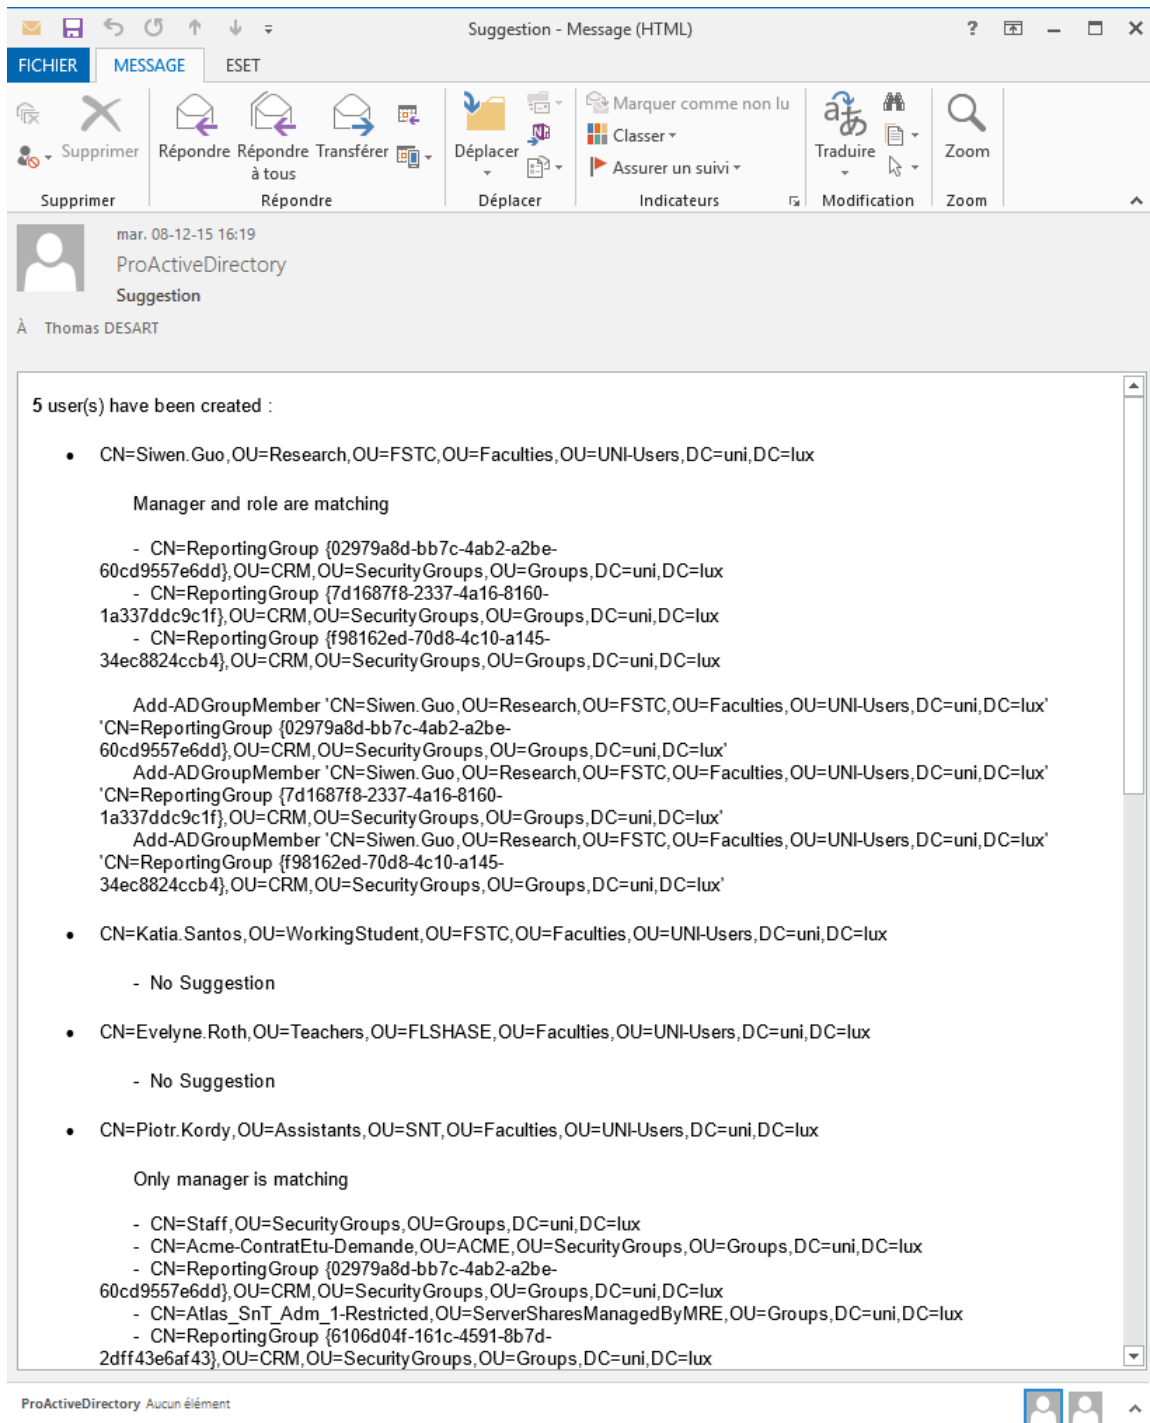 Suggestion - Message (HTML)
FICHIER MESSAGE ESET
Supprimer
Répondre Répondre à tous Transférer
Déplacer
Marquer comme non lu
Classer
Assurer un suivi
Traduire
Zoom
Supprimer Répondre Déplacer Indicateurs Modification Zoom
mar. 08-12-15 16:19
ProActiveDirectory
Suggestion
À Thomas DESART
5 user(s) have been created :
• CN=Siwen.Guo,OU=Research,OU=FSTC,OU=Faculties,OU=UNI-Users,DC=uni,DC=lux
Manager and role are matching
- CN=ReportingGroup {02979a8d-bb7c-4ab2-a2be-
60cd9557e6dd},OU=CRM,OU=SecurityGroups,OU=Groups,DC=uni,DC=lux
- CN=ReportingGroup {7d1687f8-2337-4a16-8160-
1a337ddc9c1f},OU=CRM,OU=SecurityGroups,OU=Groups,DC=uni,DC=lux
- CN=ReportingGroup {f98162ed-70d8-4c10-a145-
34ec8824ccb4},OU=CRM,OU=SecurityGroups,OU=Groups,DC=uni,DC=lux
Add-ADGroupMember 'CN=Siwen.Guo,OU=Research,OU=FSTC,OU=Faculties,OU=UNI-Users,DC=uni,DC=lux'
'CN=ReportingGroup {02979a8d-bb7c-4ab2-a2be-
60cd9557e6dd},OU=CRM,OU=SecurityGroups,OU=Groups,DC=uni,DC=lux'
Add-ADGroupMember 'CN=Siwen.Guo,OU=Research,OU=FSTC,OU=Faculties,OU=UNI-Users,DC=uni,DC=lux'
'CN=ReportingGroup {7d1687f8-2337-4a16-8160-
1a337ddc9c1f},OU=CRM,OU=SecurityGroups,OU=Groups,DC=uni,DC=lux'
Add-ADGroupMember 'CN=Siwen.Guo,OU=Research,OU=FSTC,OU=Faculties,OU=UNI-Users,DC=uni,DC=lux'
'CN=ReportingGroup {f98162ed-70d8-4c10-a145-
34ec8824ccb4},OU=CRM,OU=SecurityGroups,OU=Groups,DC=uni,DC=lux'
• CN=Katia.Santos,OU=WorkingStudent,OU=FSTC,OU=Faculties,OU=UNI-Users,DC=uni,DC=lux
- No Suggestion
• CN=Evelyne.Roth,OU=Teachers,OU=FLSHASE,OU=Faculties,OU=UNI-Users,DC=uni,DC=lux
- No Suggestion
• CN=Piotr.Kordy,OU=Assistants,OU=SNT,OU=Faculties,OU=UNI-Users,DC=uni,DC=lux
Only manager is matching
- CN=Staff,OU=SecurityGroups,OU=Groups,DC=uni,DC=lux
- CN=Acme-ContratEtu-Demande,OU=ACME,OU=SecurityGroups,OU=Groups,DC=uni,DC=lux
- CN=ReportingGroup {02979a8d-bb7c-4ab2-a2be-
60cd9557e6dd},OU=CRM,OU=SecurityGroups,OU=Groups,DC=uni,DC=lux
- CN=Atlas_SnT_Adm_1-Restricted,OU=ServerSharesManagedByMRE,OU=Groups,DC=uni,DC=lux
- CN=ReportingGroup {6106d04f-161c-4591-8b7d-
2dff43e6af43},OU=CRM,OU=SecurityGroups,OU=Groups,DC=uni,DC=lux
ProActiveDirectory Aucun élément